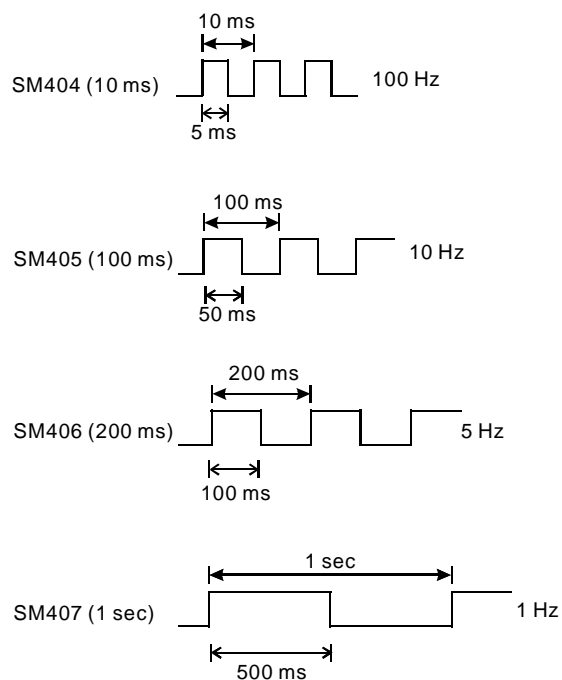 10 ms
SM404 (10 ms)
100 Hz
5 ms
100 ms
SM405 (100 ms)
10 Hz
50 ms
200 ms
SM406 (200 ms)
5 Hz
100 ms
1 sec
SM407 (1 sec)
1 Hz
500 ms